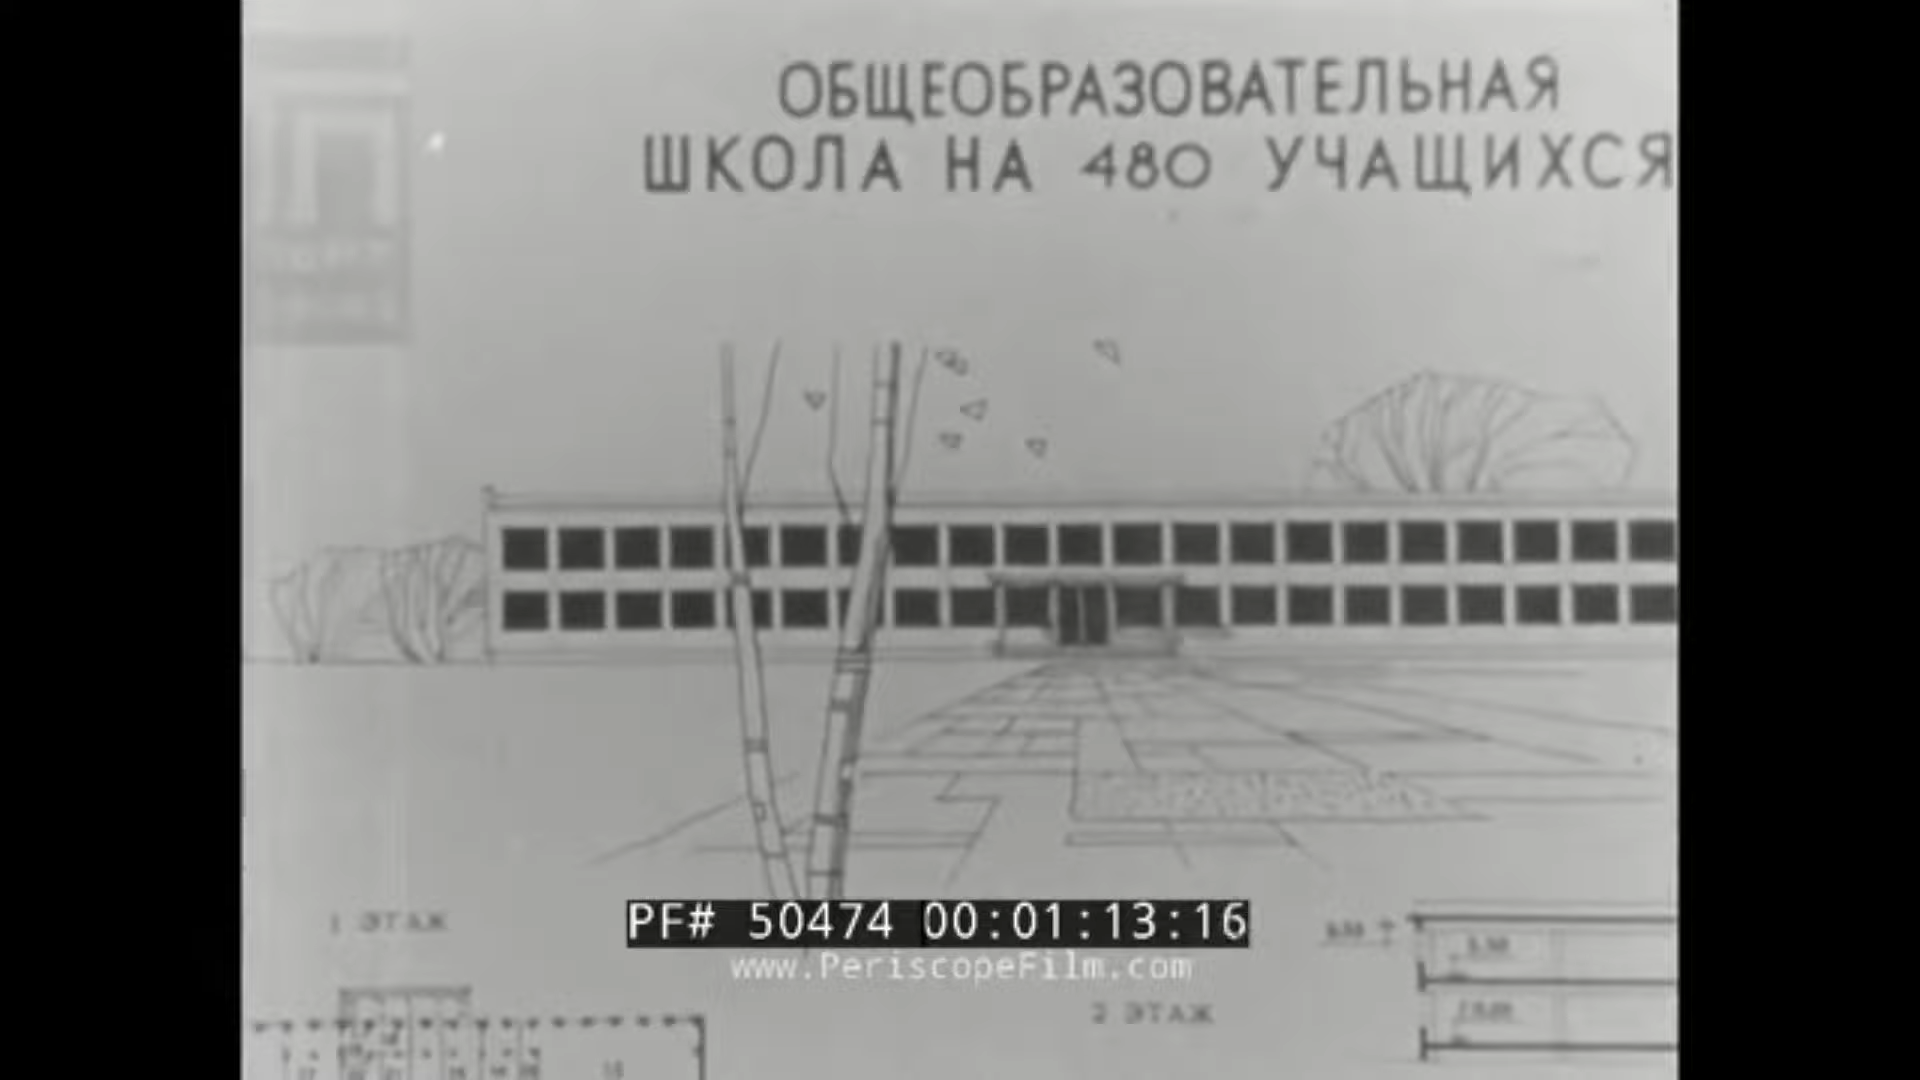 ОБЩЕОБРАЗОВАТЕЛЬНАЯ
ШКОЛА НА 480 УЧАЩИХСЯ
1 ЭТАЖ
PF# 50474 00:01:13:16
www.PeriscopeFilm.com
2 ЭТАЖ